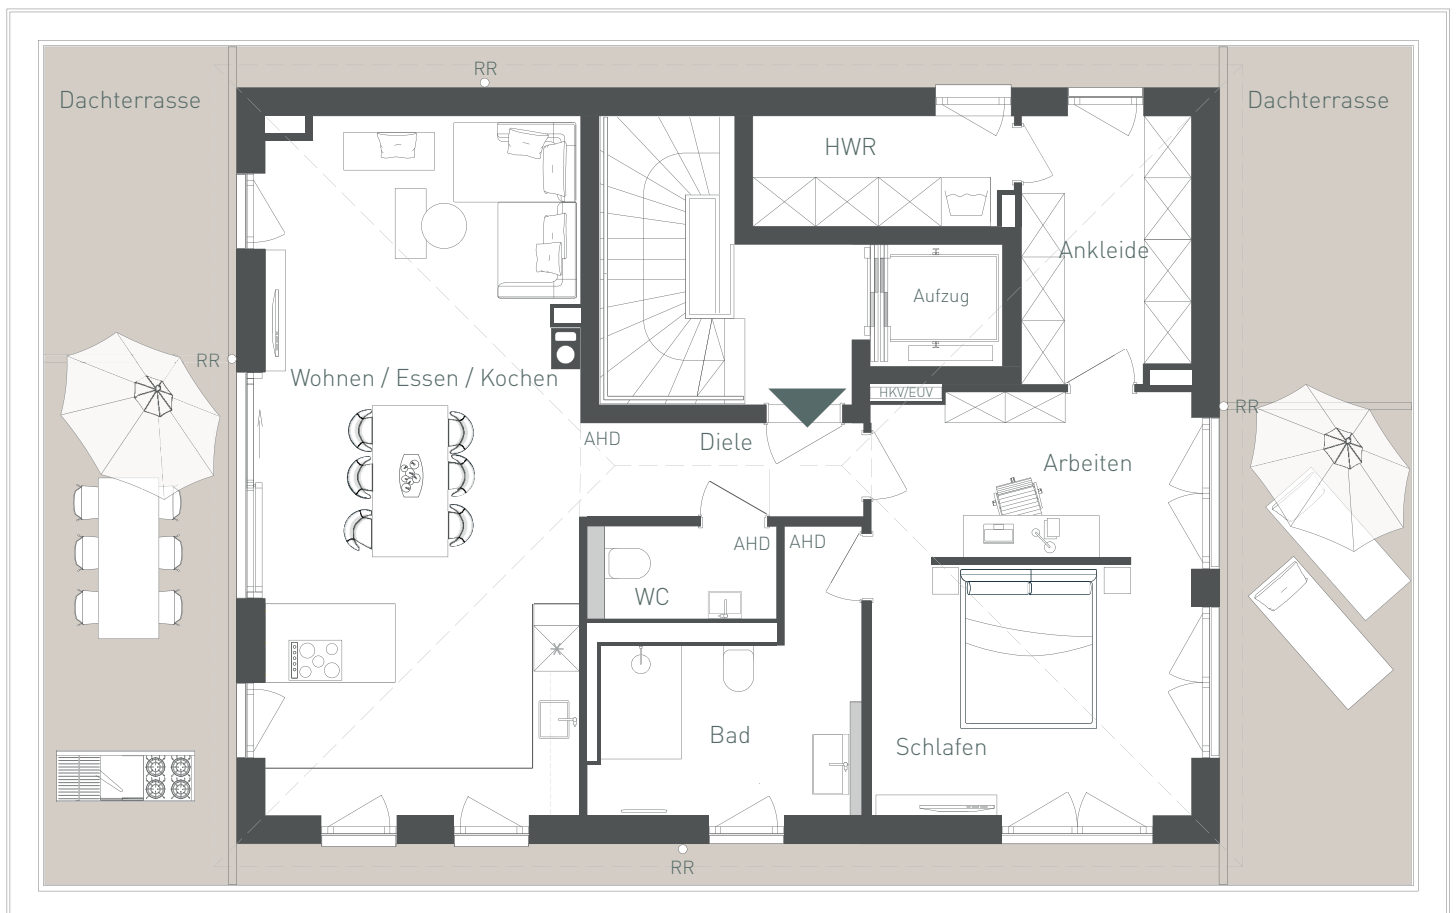 RR
Dachterrasse
Dachterrasse
HWR
Ankleide
Aufzug
RR
Wohnen / Essen / Kochen
HKV/EUV
RR
AHD
Diele
Arbeiten
AHD
AHD
WC
Bad
Schlafen
RR